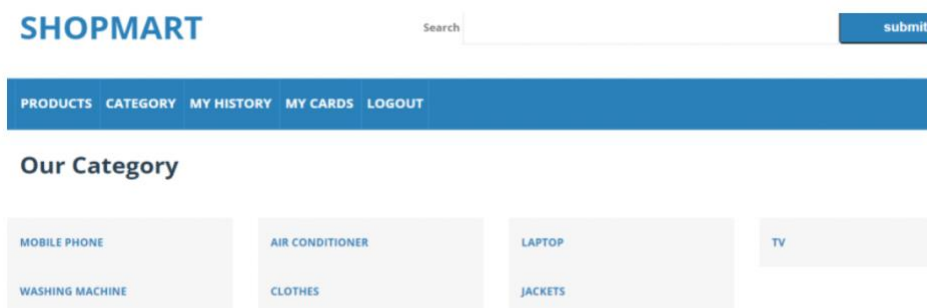 SHOPMART
Search
submit
PRODUCTS CATEGORY MY HISTORY MY CARDS LOGOUT
Our Category
MOBILE PHONE AIR CONDITIONER LAPTOP TV
WASHING MACHINE CLOTHES JACKETS